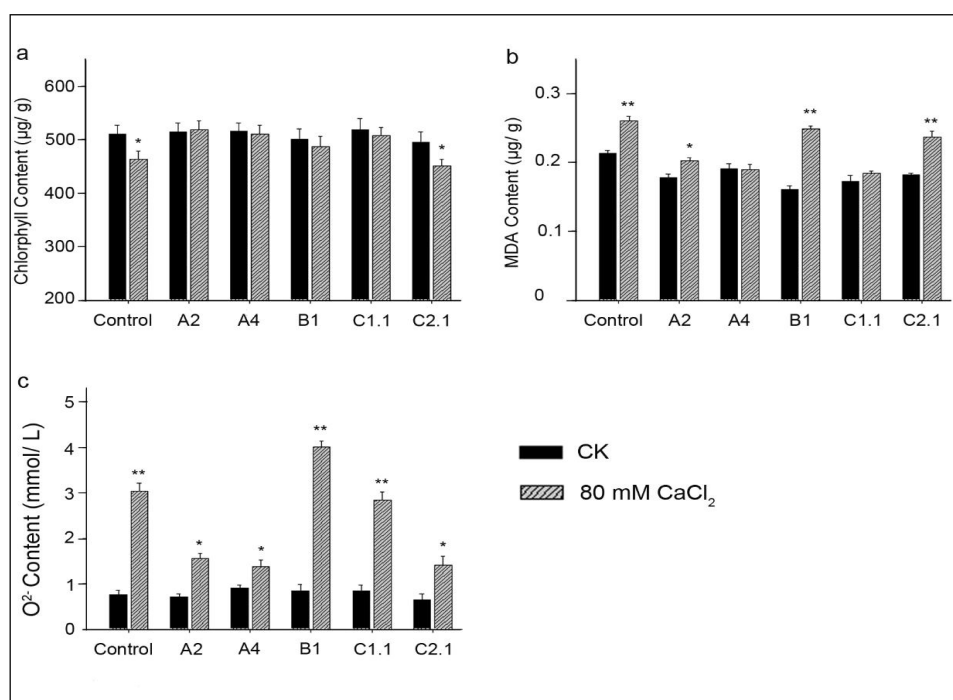 a
Chlorphyll Content (µg/ g)
600
500
400
300
200
*
*
Control A2 A4 B1 C1.1 C2.1
b
MDA Content (µg/ g)
0.3
0.2
0.1
0
**
*
**
**
Control A2 A4 B1 C1.1 C2.1
c
O²⁻ Content (mmol/ L)
5
4
3
2
1
0
**
*
*
**
**
*
Control A2 A4 B1 C1.1 C2.1
CK
80 mM CaCl₂